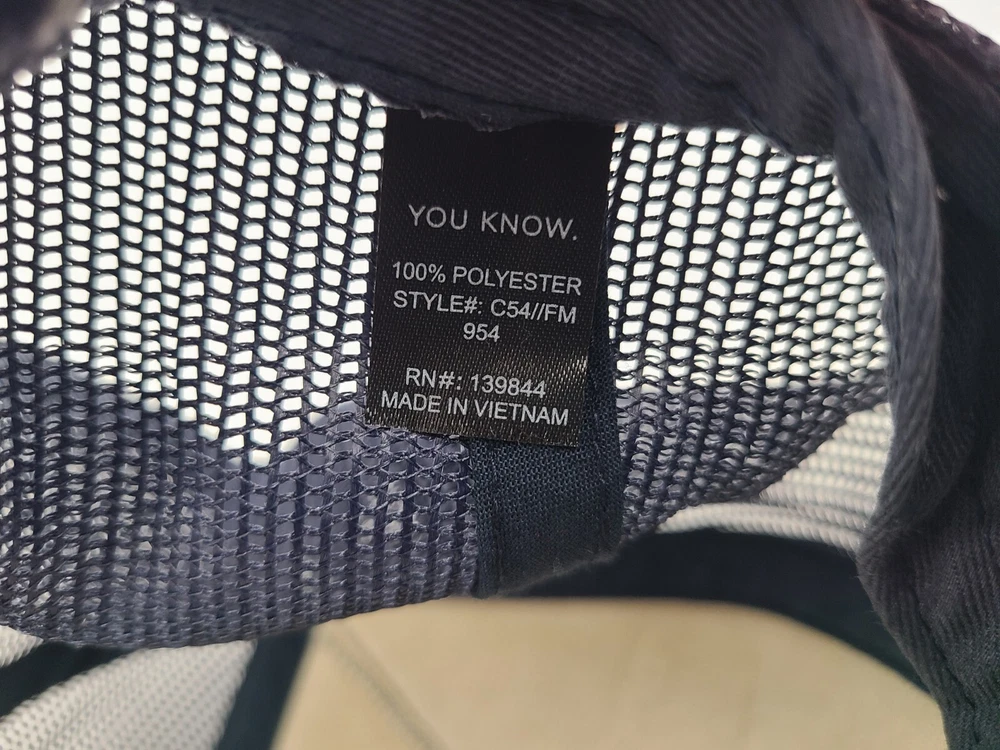 YOU KNOW.
100% POLYESTER
STYLE#: C54//FM
954
RN#: 139844
MADE IN VIETNAM